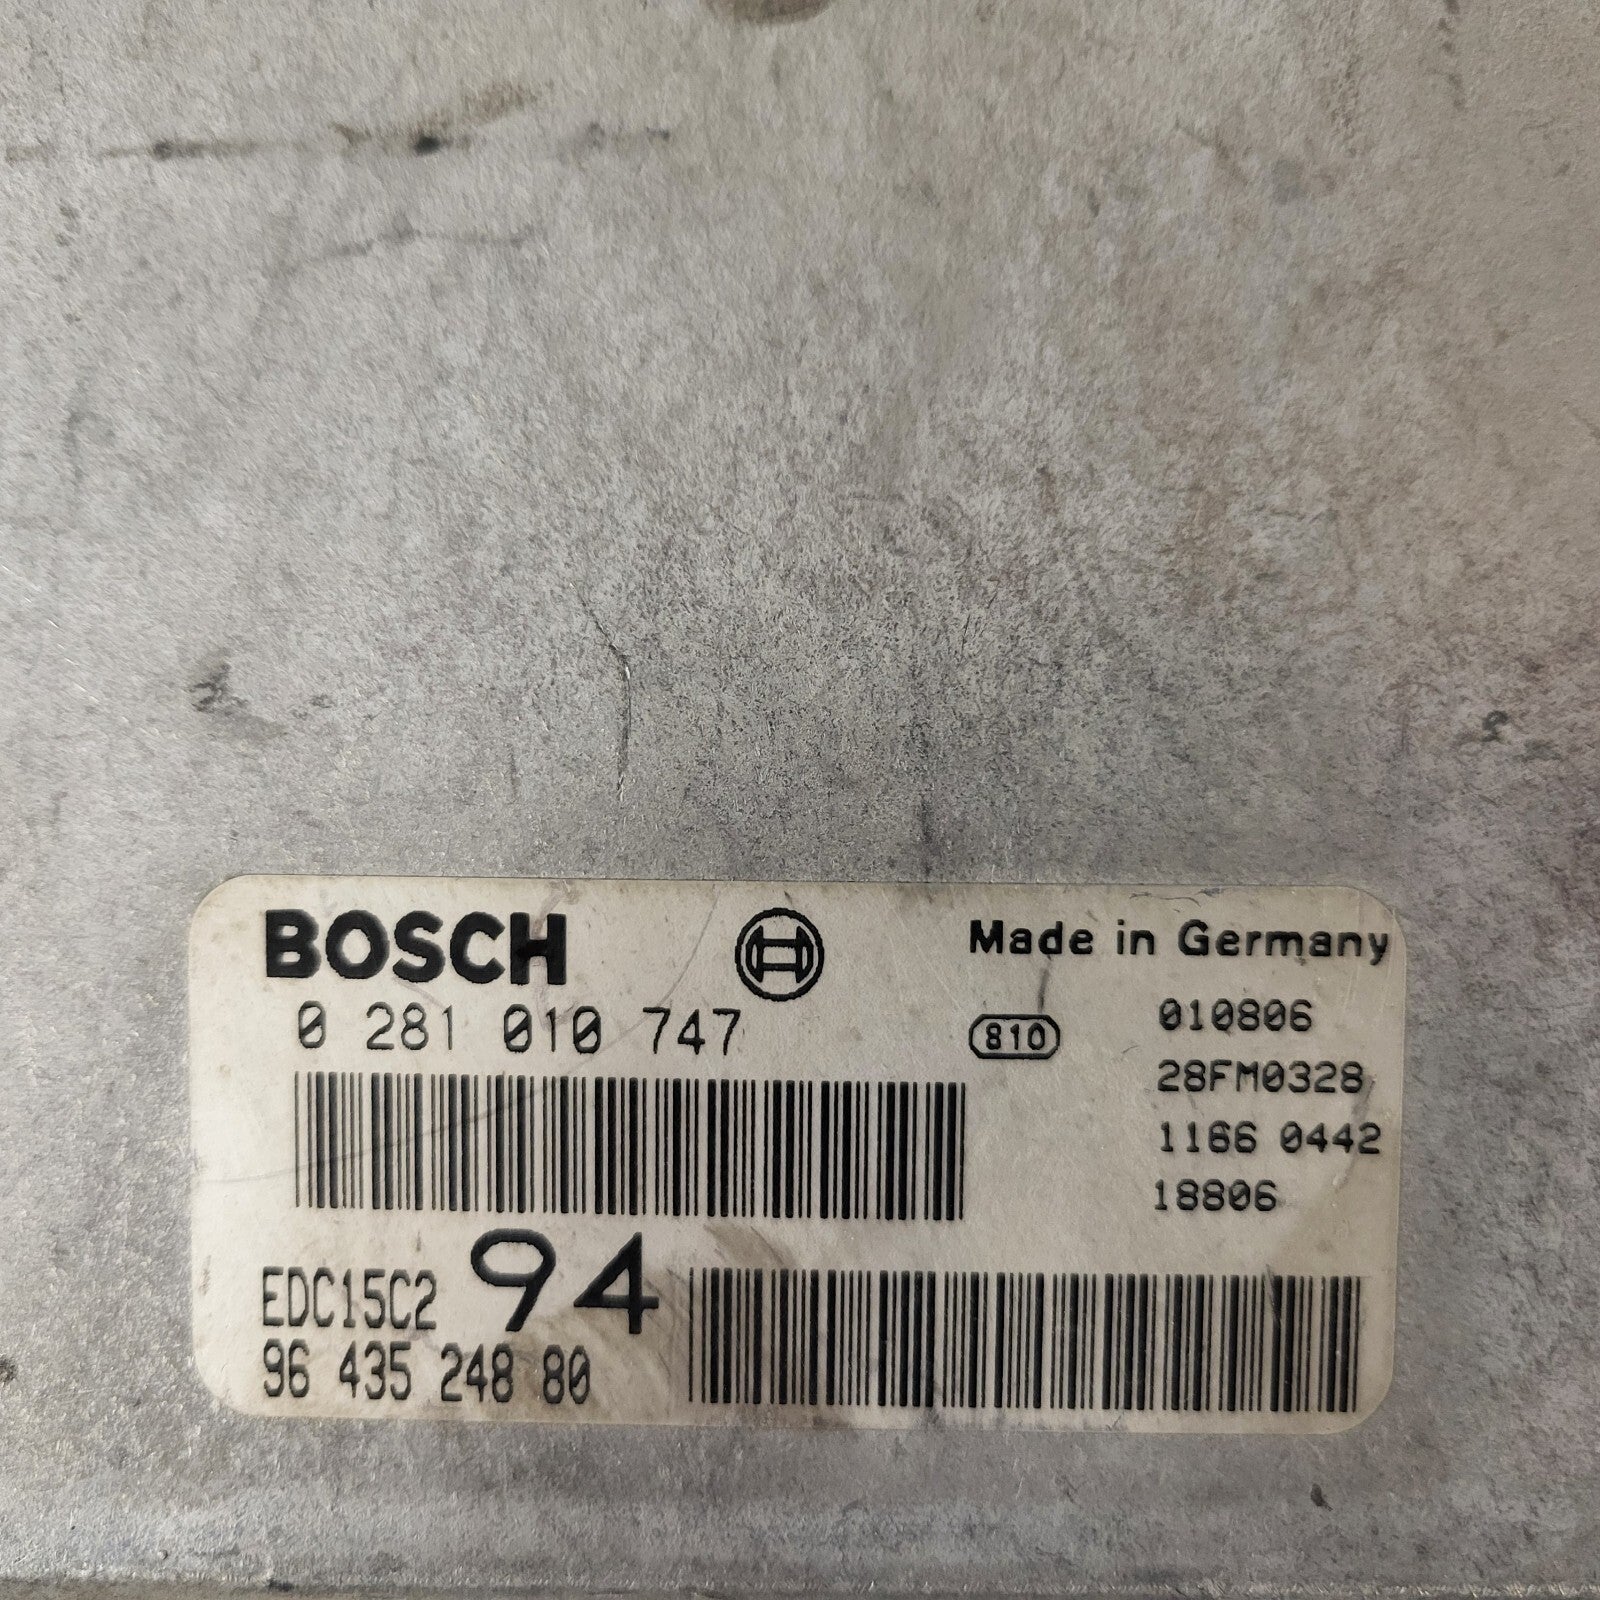 BOSCH
Made in Germany
0 281 010 747
810
010806
28FM0328
1166 0442
18806
EDC15C2
94
96 435 248 80